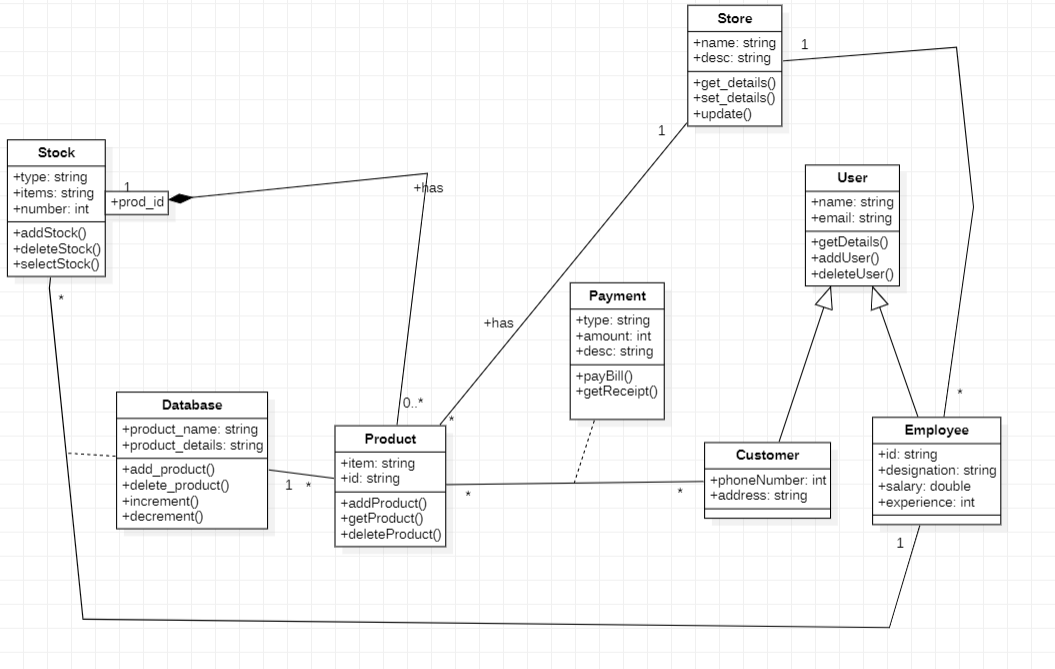 Store
+name: string
+desc: string
+get_details()
+set_details()
+update()
1
1
Stock
+type: string
+items: string
+number: int
+addStock()
+deleteStock()
+selectStock()
1
+prod_id
+has
*
User
+name: string
+email: string
+getDetails()
+addUser()
+deleteUser()
Payment
+type: string
+amount: int
+desc: string
+payBill()
+getReceipt()
+has
0..*
*
*
Database
+product_name: string
+product_details: string
+add_product()
+delete_product()
+increment()
+decrement()
1
*
Product
+item: string
+id: string
+addProduct()
+getProduct()
+deleteProduct()
*
*
Customer
+phoneNumber: int
+address: string
Employee
+id: string
+designation: string
+salary: double
+experience: int
1